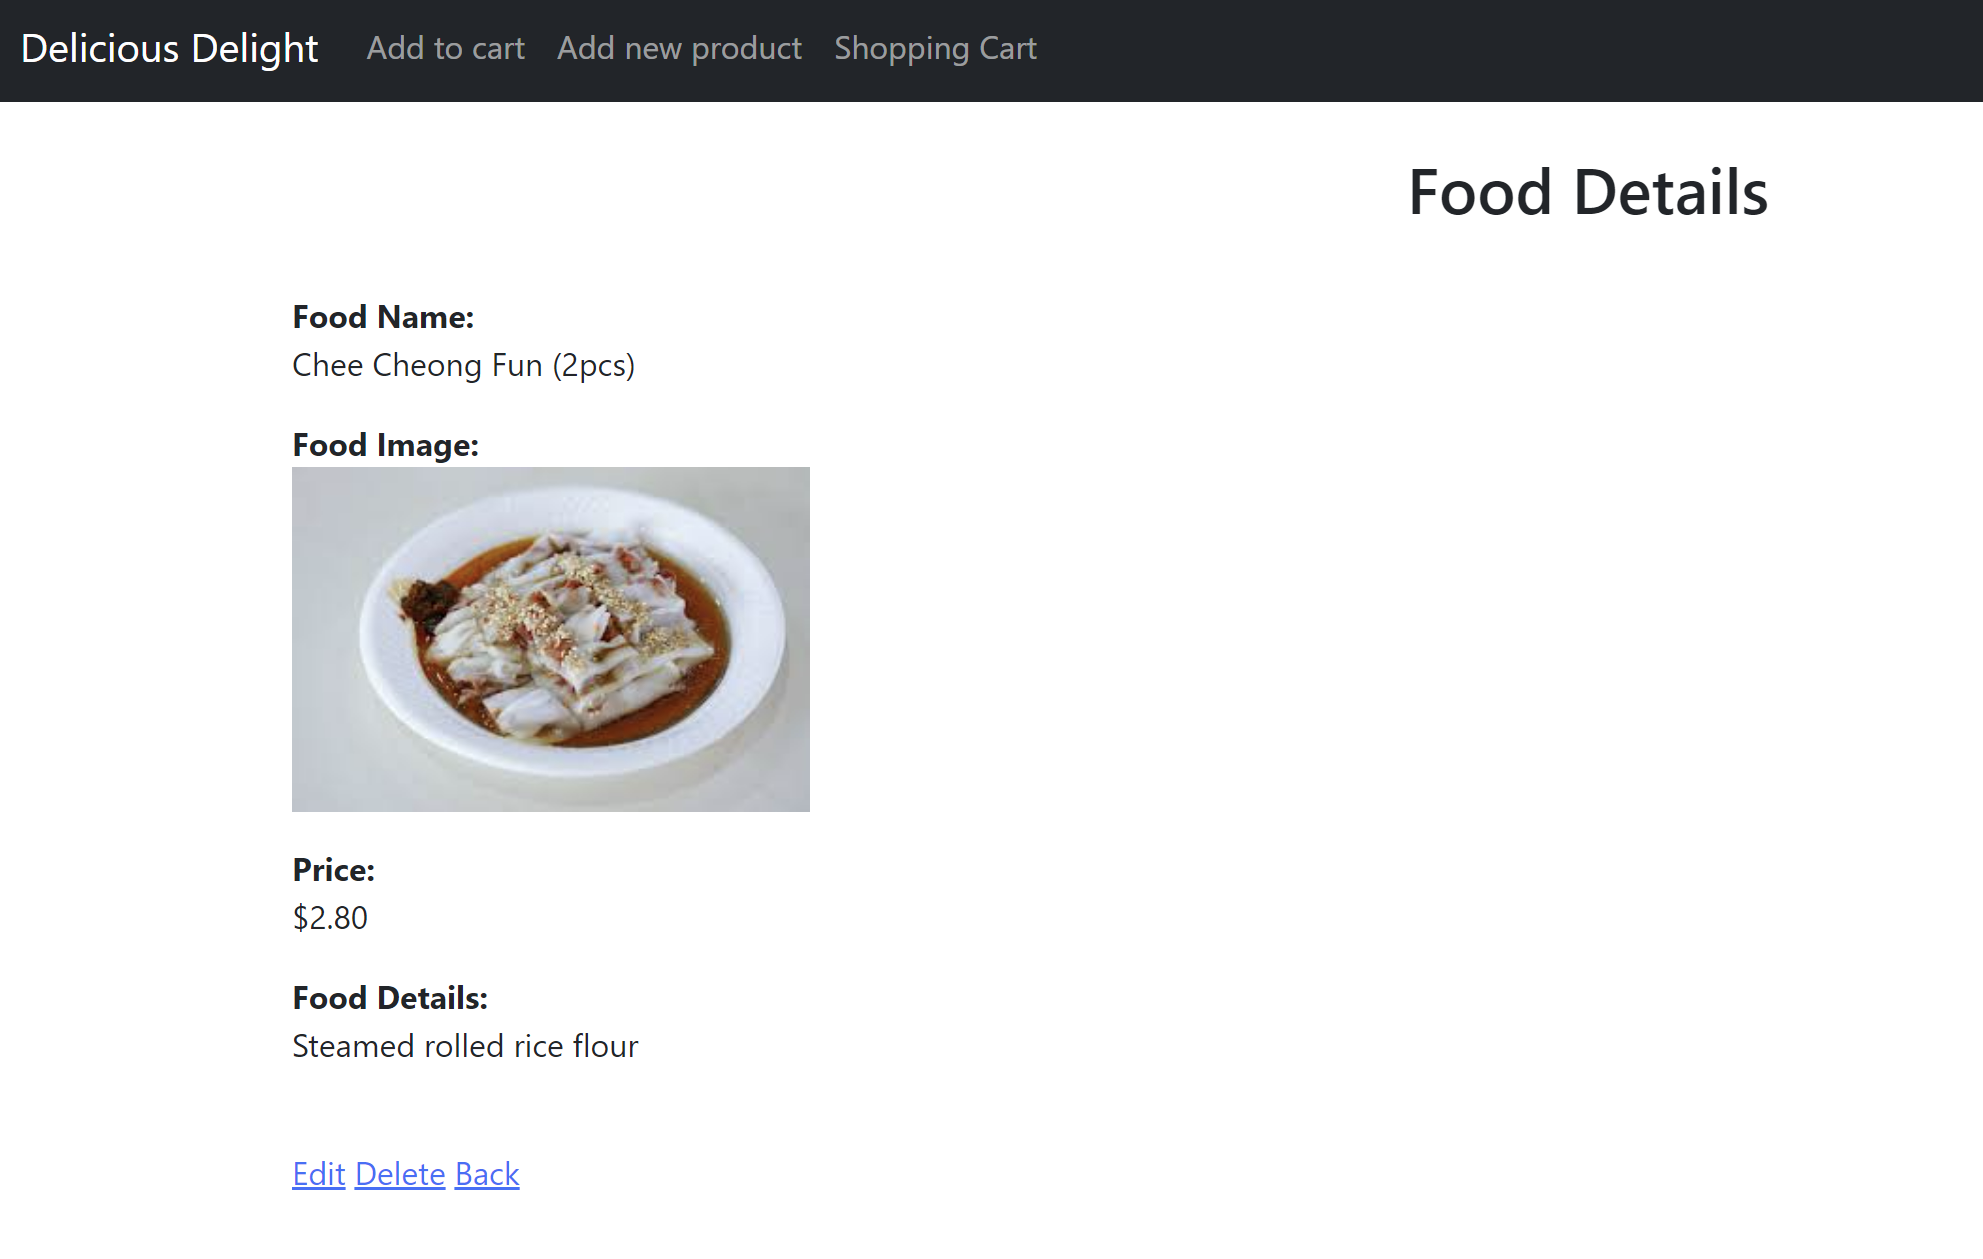 Delicious Delight Add to cart Add new product Shopping Cart
Food Details
Food Name:
Chee Cheong Fun (2pcs)
Food Image:
Price:
$2.80
Food Details:
Steamed rolled rice flour
Edit Delete Back